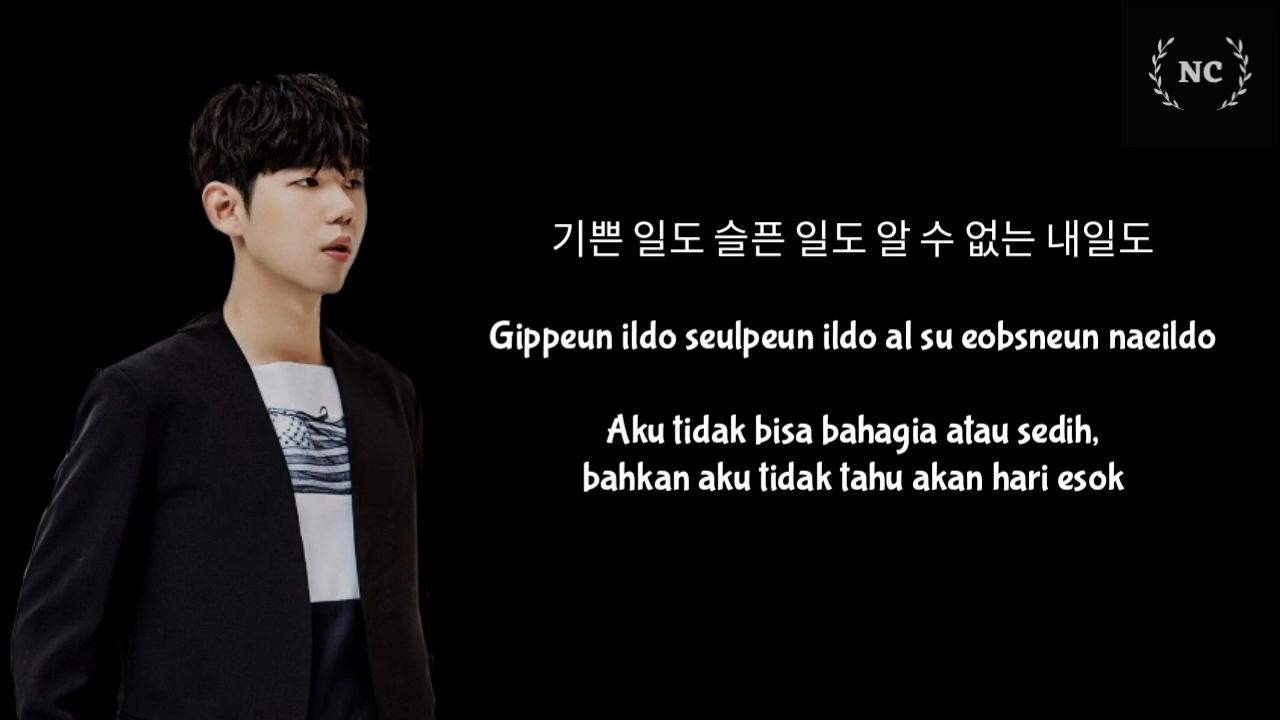 NC
기쁜 일도 슬픈 일도 알 수 없는 내일도
Gippeun ildo seulpeun ildo al su eobsneun naeildo
Aku tidak bisa bahagia atau sedih,
bahkan aku tidak tahu akan hari esok